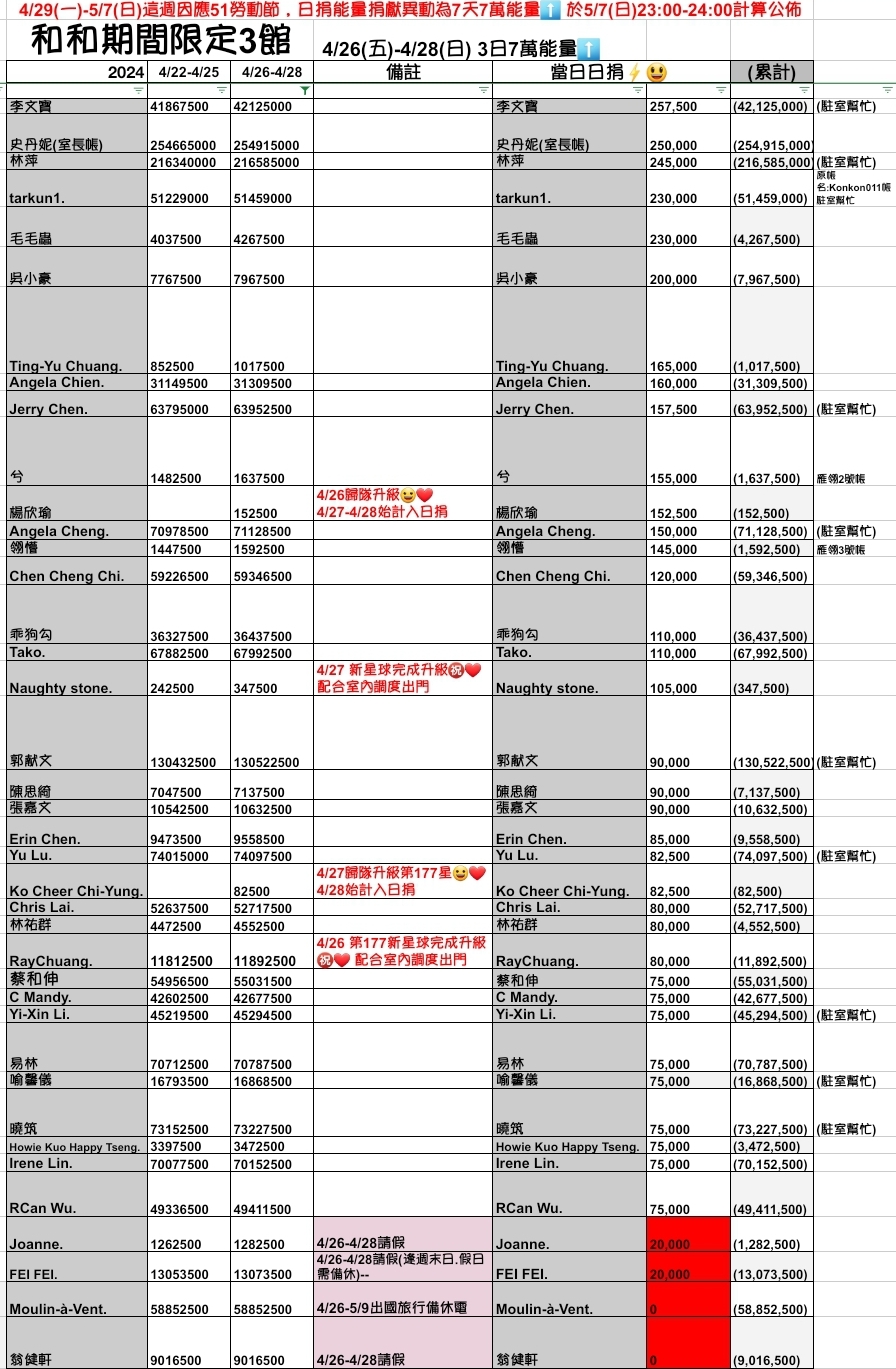 4/29(一)-5/7(日)這週因應51勞動節，日捐能量捐獻異動為7天7萬能量⬆️ 於5/7(日)23:00-24:00計算公佈
和和期間限定3館 4/26(五)-4/28(日) 3日7萬能量⬆️
2024 4/22-4/25 4/26-4/28 備註 當日日捐⚡😃 (累計)
李文寶 41867500 42125000 李文寶 257,500 (42,125,000) (駐室幫忙)
史丹妮(室長帳) 254665000 254915000 史丹妮(室長帳) 250,000 (254,915,000)
林萍 216340000 216585000 林萍 245,000 (216,585,000) (駐室幫忙)
tarkun1. 51229000 51459000 tarkun1. 230,000 (51,459,000) 原帳
名:Konkon011帳
駐室幫忙
毛毛蟲 4037500 4267500 毛毛蟲 230,000 (4,267,500)
吳小豪 7767500 7967500 吳小豪 200,000 (7,967,500)
Ting-Yu Chuang. 852500 1017500 Ting-Yu Chuang. 165,000 (1,017,500)
Angela Chien. 31149500 31309500 Angela Chien. 160,000 (31,309,500)
Jerry Chen. 63795000 63952500 Jerry Chen. 157,500 (63,952,500) (駐室幫忙)
兮 1482500 1637500 兮 155,000 (1,637,500) 雁翎2號帳
楊欣瑜 152500 4/26歸隊升級😀❤️
4/27-4/28始計入日捐 楊欣瑜 152,500 (152,500)
Angela Cheng. 70978500 71128500 Angela Cheng. 150,000 (71,128,500) (駐室幫忙)
翎懵 1447500 1592500 翎懵 145,000 (1,592,500) 雁翎3號帳
Chen Cheng Chi. 59226500 59346500 Chen Cheng Chi. 120,000 (59,346,500)
乖狗勾 36327500 36437500 乖狗勾 110,000 (36,437,500)
Tako. 67882500 67992500 Tako. 110,000 (67,992,500)
Naughty stone. 242500 347500 4/27 新星球完成升級㊗️❤️
配合室內調度出門 Naughty stone. 105,000 (347,500)
郭献文 130432500 130522500 郭献文 90,000 (130,522,500) (駐室幫忙)
陳思綺 7047500 7137500 陳思綺 90,000 (7,137,500)
張嘉文 10542500 10632500 張嘉文 90,000 (10,632,500)
Erin Chen. 9473500 9558500 Erin Chen. 85,000 (9,558,500)
Yu Lu. 74015000 74097500 Yu Lu. 82,500 (74,097,500) (駐室幫忙)
Ko Cheer Chi-Yung. 82500 4/27歸隊升級第177星😀❤️
4/28始計入日捐 Ko Cheer Chi-Yung. 82,500 (82,500)
Chris Lai. 52637500 52717500 Chris Lai. 80,000 (52,717,500)
林祐群 4472500 4552500 林祐群 80,000 (4,552,500)
RayChuang. 11812500 11892500 4/26 第177新星球完成升級
㊗️❤️ 配合室內調度出門 RayChuang. 80,000 (11,892,500)
蔡和伸 54956500 55031500 蔡和伸 75,000 (55,031,500)
C Mandy. 42602500 42677500 C Mandy. 75,000 (42,677,500)
Yi-Xin Li. 45219500 45294500 Yi-Xin Li. 75,000 (45,294,500) (駐室幫忙)
易林 70712500 70787500 易林 75,000 (70,787,500)
喻馨儀 16793500 16868500 喻馨儀 75,000 (16,868,500) (駐室幫忙)
曉筑 73152500 73227500 曉筑 75,000 (73,227,500) (駐室幫忙)
Howie Kuo Happy Tseng. 3397500 3472500 Howie Kuo Happy Tseng. 75,000 (3,472,500)
Irene Lin. 70077500 70152500 Irene Lin. 75,000 (70,152,500)
RCan Wu. 49336500 49411500 RCan Wu. 75,000 (49,411,500)
Joanne. 1262500 1282500 4/26-4/28請假 Joanne. 20,000 (1,282,500)
FEI FEI. 13053500 13073500 4/26-4/28請假(逢週末日.假日
需備休)-- FEI FEI. 20,000 (13,073,500)
Moulin-à-Vent. 58852500 58852500 4/26-5/9出國旅行備休電 Moulin-à-Vent. 0 (58,852,500)
翁健軒 9016500 9016500 4/26-4/28請假 翁健軒 0 (9,016,500)